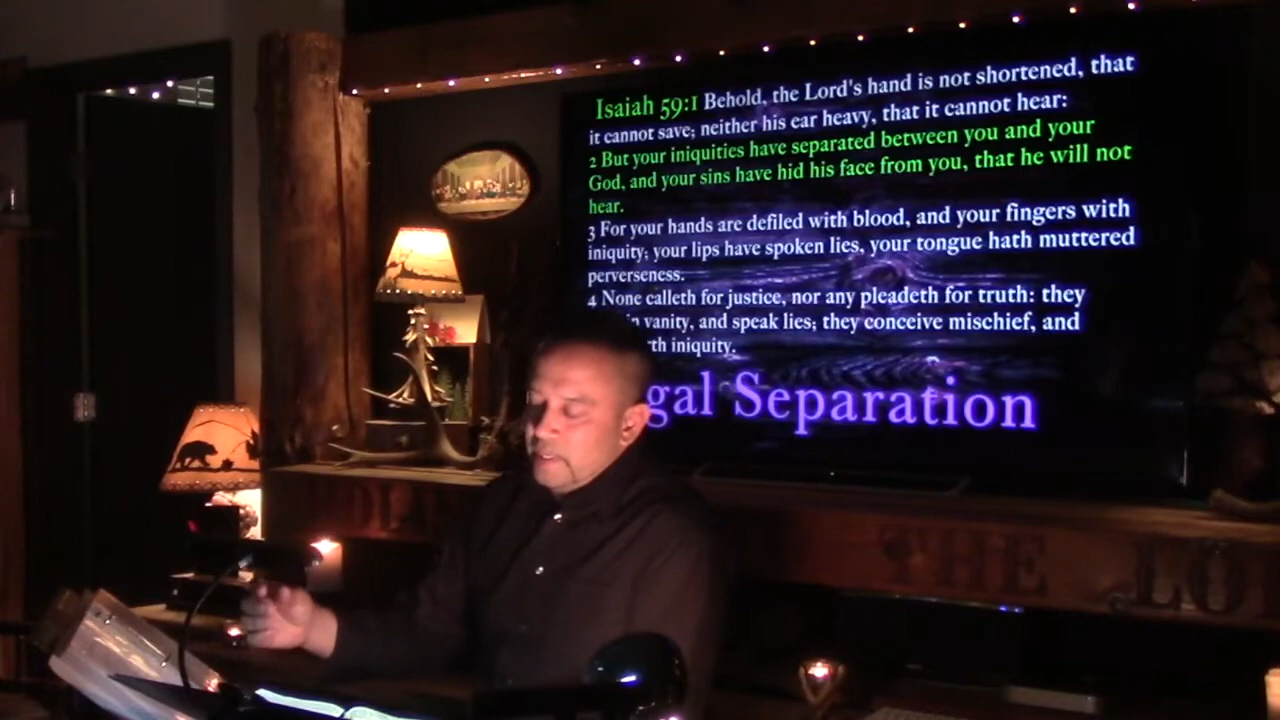 Isaiah 59:1 Behold, the Lord's hand is not shortened, that
it cannot save; neither his ear heavy, that it cannot hear:
2 But your iniquities have separated between you and your
God, and your sins have hid his face from you, that he will not
hear.
3 For your hands are defiled with blood, and your fingers with
iniquity; your lips have spoken lies, your tongue hath muttered
perverseness.
4 None calleth for justice, nor any pleadeth for truth: they
vanity, and speak lies; they conceive mischief, and
iniquity.
gal Separation
THE LO